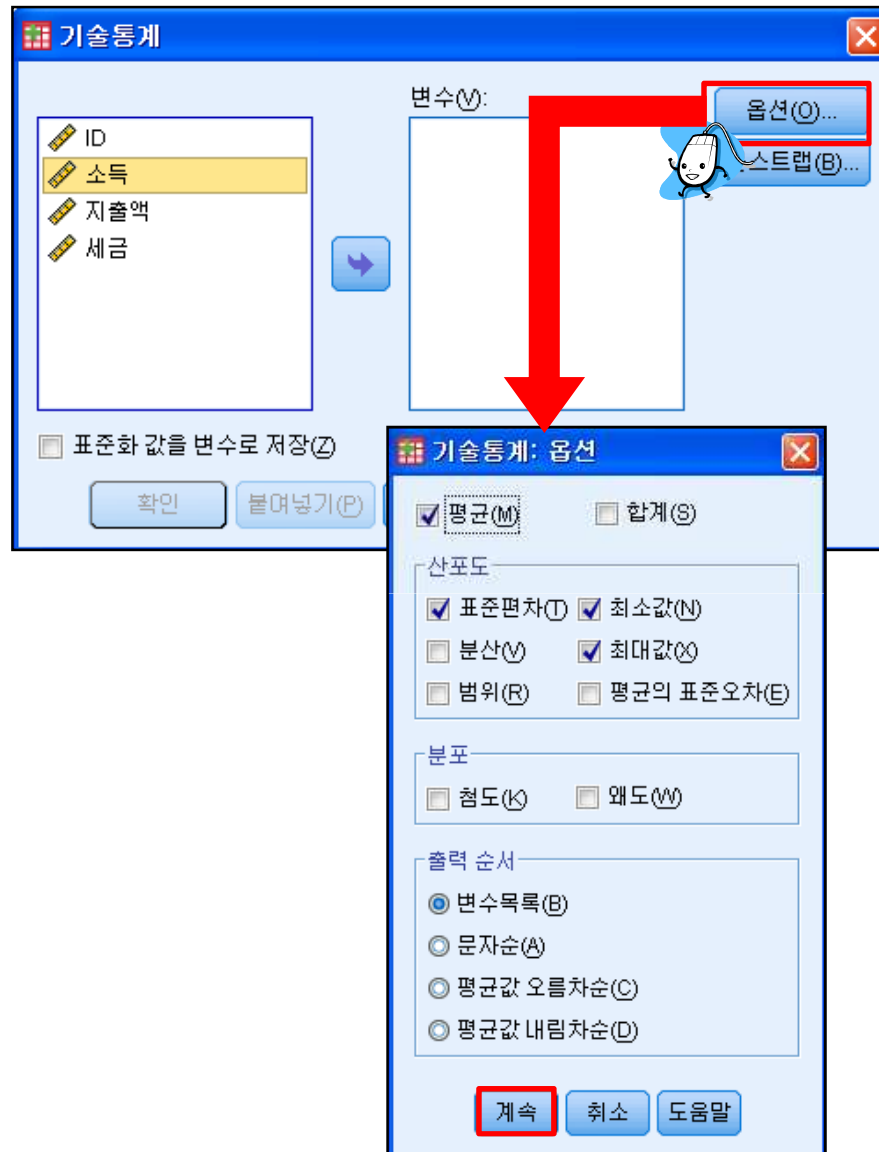 기술통계
변수(V):
옵션(O)...
스트랩(B)...
ID
소득
지출액
세금
표준화 값을 변수로 저장(Z)
확인
붙여넣기(P)
기술통계: 옵션
평균(M)
합계(S)
산포도
표준편차(T)
최소값(N)
분산(V)
최대값(X)
범위(R)
평균의 표준오차(E)
분포
첨도(K)
왜도(W)
출력 순서
변수목록(B)
문자순(A)
평균값 오름차순(C)
평균값 내림차순(D)
계속
취소
도움말